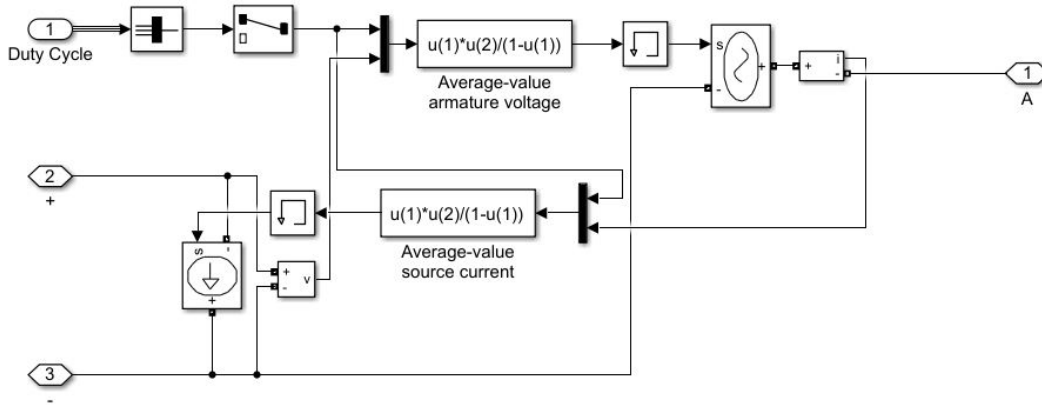 1
Duty Cycle
u(1)*u(2)/(1-u(1))
Average-value
armature voltage
s
+
-
+
i
-
1
A
2
+
u(1)*u(2)/(1-u(1))
Average-value
source current
s
-
+
+
-
v
3
-